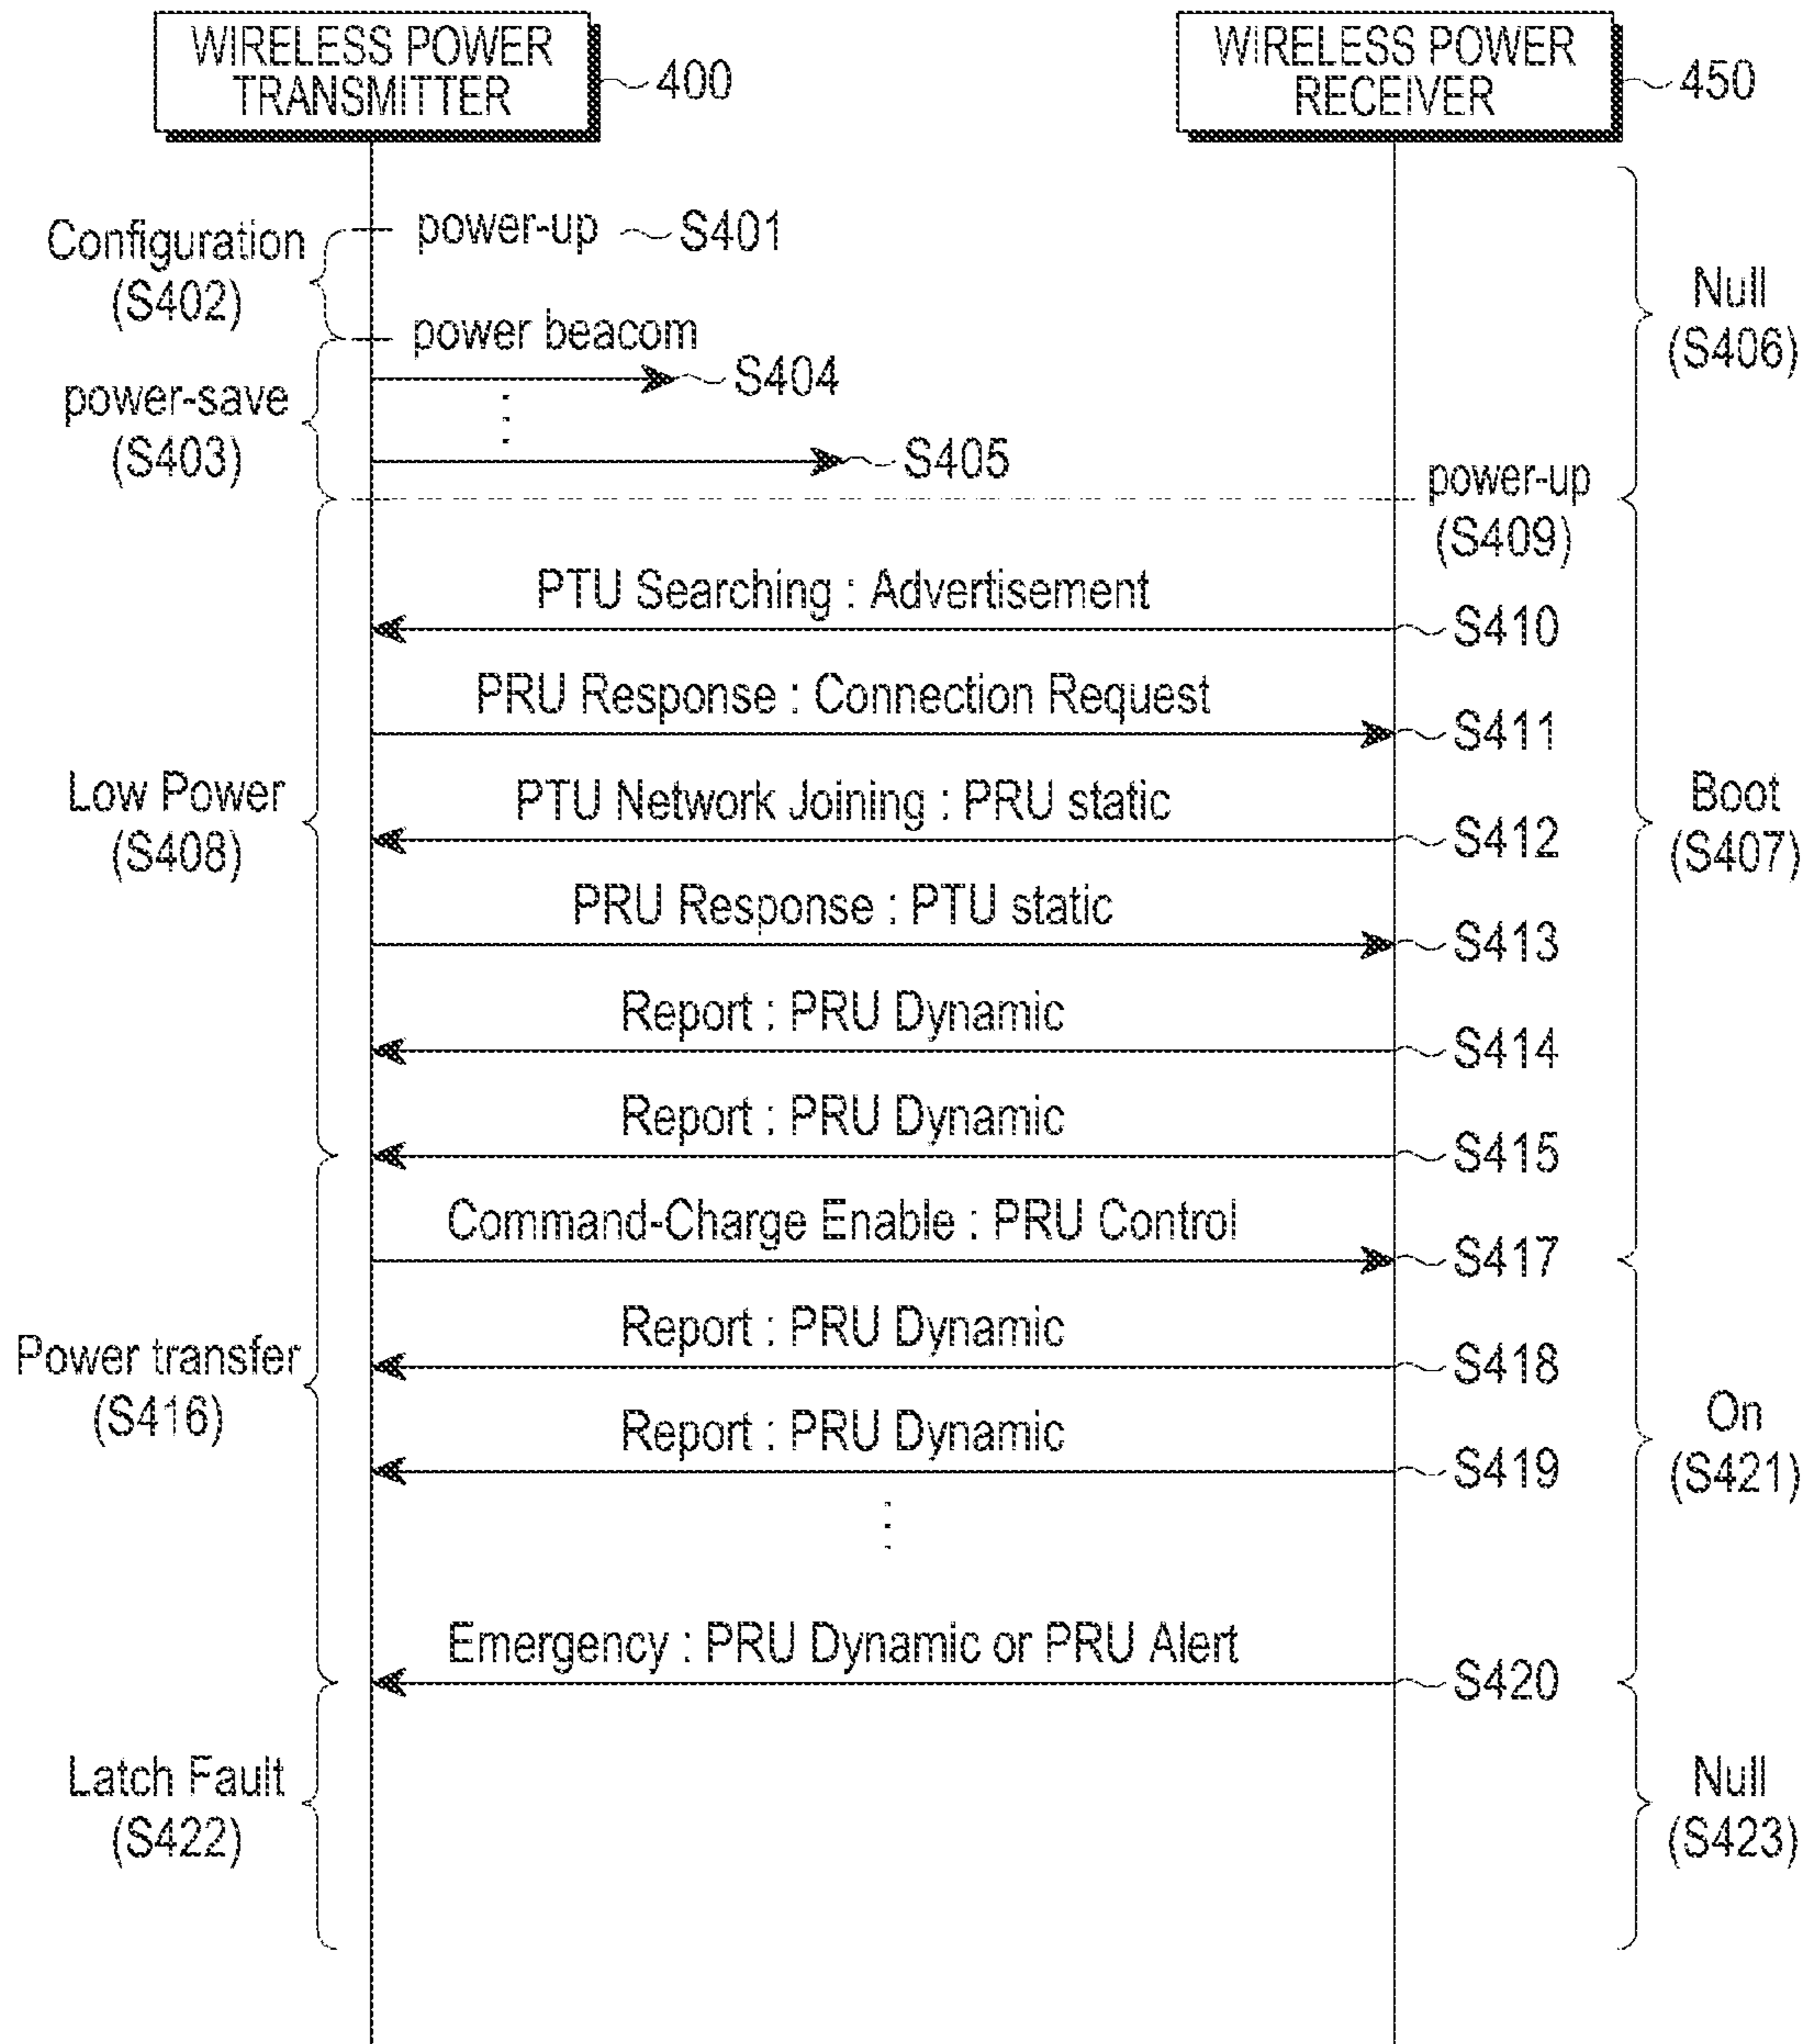 WIRELESS POWER
TRANSMITTER
400
WIRELESS POWER
RECEIVER
450
Configuration
(S402)
power-up
S401
Null
(S406)
power beacom
S404
power-save
(S403)
S405
power-up
(S409)
PTU Searching : Advertisement
S410
PRU Response : Connection Request
S411
Low Power
(S408)
PTU Network Joining : PRU static
S412
Boot
(S407)
PRU Response : PTU static
S413
Report : PRU Dynamic
S414
Report : PRU Dynamic
S415
Command-Charge Enable : PRU Control
S417
Power transfer
(S416)
Report : PRU Dynamic
S418
Report : PRU Dynamic
S419
On
(S421)
Emergency : PRU Dynamic or PRU Alert
S420
Latch Fault
(S422)
Null
(S423)